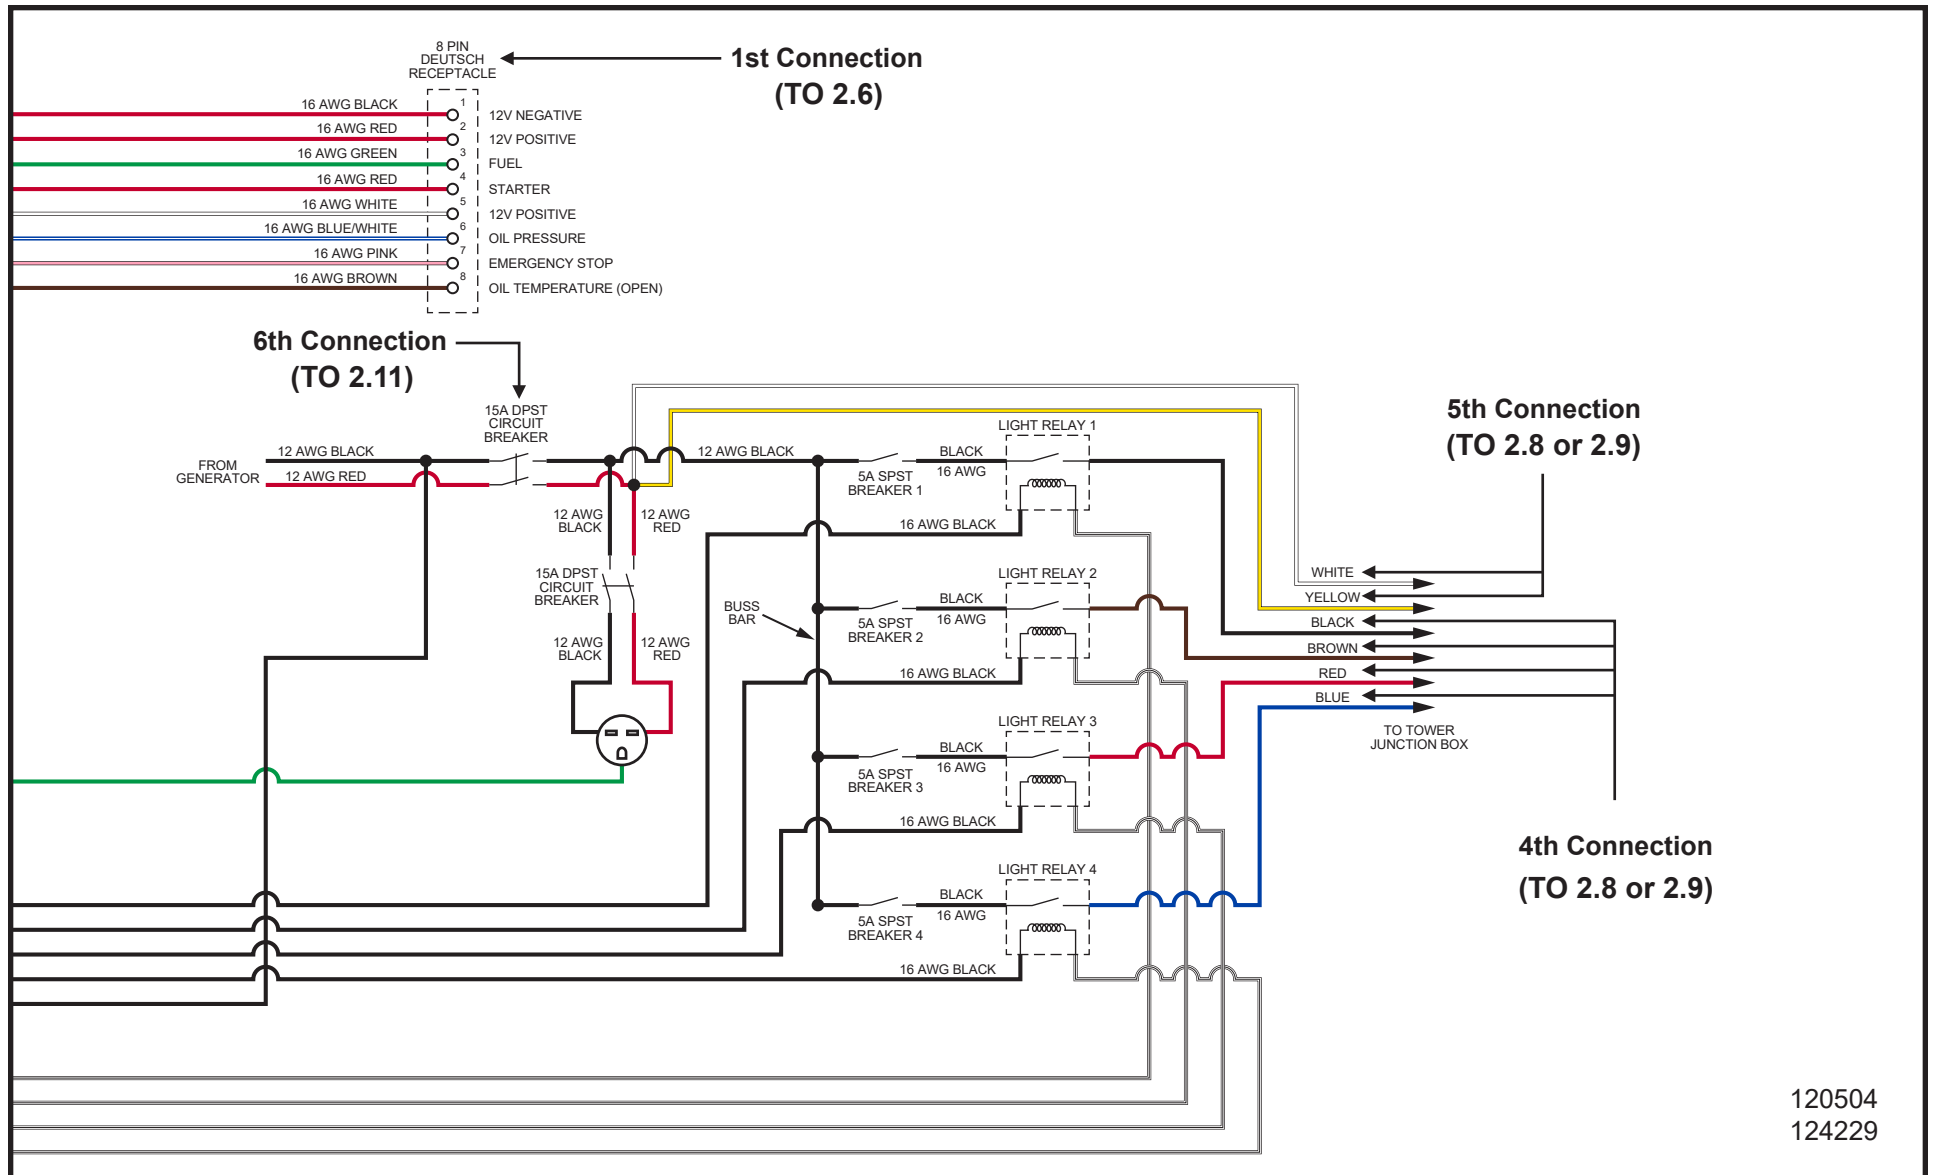 8 PIN
DEUTSCH
RECEPTACLE
1st Connection
(TO 2.6)
16 AWG BLACK
1
12V NEGATIVE
16 AWG RED
2
12V POSITIVE
16 AWG GREEN
3
FUEL
16 AWG RED
4
STARTER
16 AWG WHITE
5
12V POSITIVE
16 AWG BLUE/WHITE
6
OIL PRESSURE
16 AWG PINK
7
EMERGENCY STOP
16 AWG BROWN
8
OIL TEMPERATURE (OPEN)
6th Connection
(TO 2.11)
15A DPST
CIRCUIT
BREAKER
FROM
GENERATOR
12 AWG BLACK
12 AWG RED
12 AWG BLACK
12 AWG
BLACK
12 AWG
RED
15A DPST
CIRCUIT
BREAKER
12 AWG
BLACK
12 AWG
RED
BUSS
BAR
LIGHT RELAY 1
BLACK
16 AWG
5A SPST
BREAKER 1
16 AWG BLACK
LIGHT RELAY 2
BLACK
16 AWG
5A SPST
BREAKER 2
16 AWG BLACK
LIGHT RELAY 3
BLACK
16 AWG
5A SPST
BREAKER 3
16 AWG BLACK
LIGHT RELAY 4
BLACK
16 AWG
5A SPST
BREAKER 4
16 AWG BLACK
5th Connection
(TO 2.8 or 2.9)
WHITE
YELLOW
BLACK
BROWN
RED
BLUE
TO TOWER
JUNCTION BOX
4th Connection
(TO 2.8 or 2.9)
120504
124229